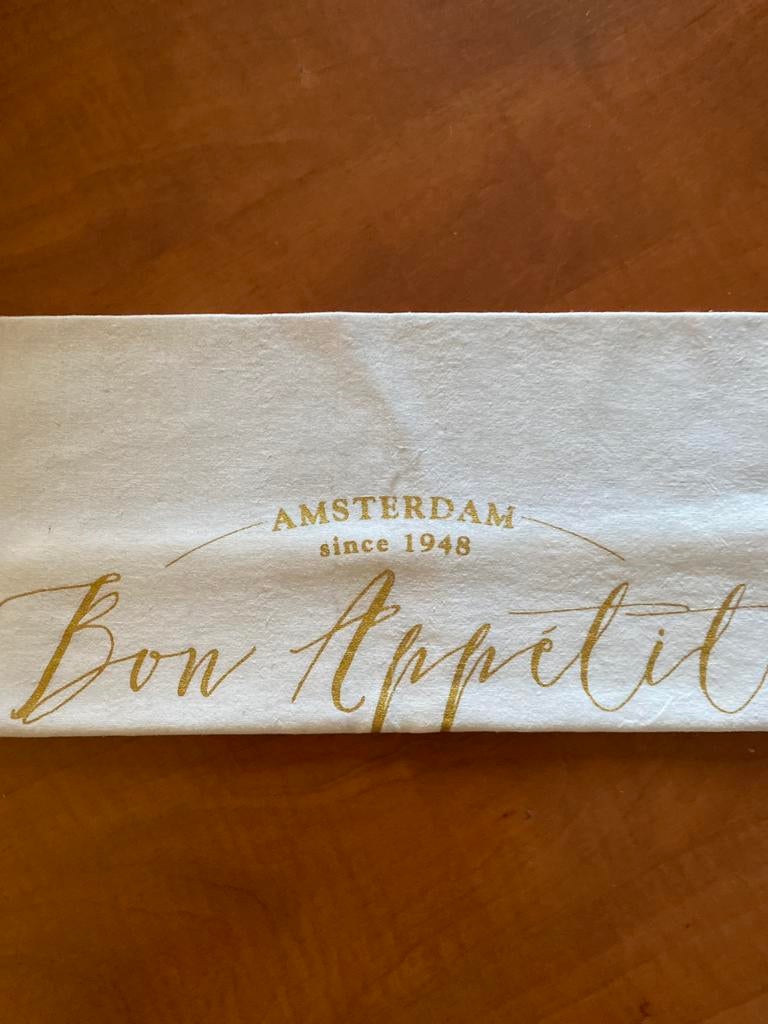 AMSTERDAM
since 1948
Bon Appétit